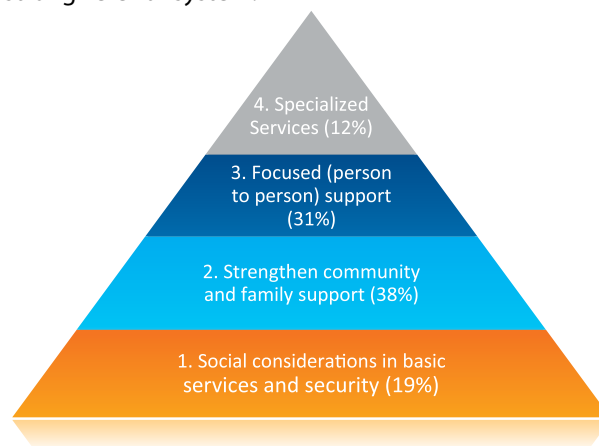 4. Specialized
Services (12%)
3. Focused (person
to person) support
(31%)
2. Strengthen community
and family support (38%)
1. Social considerations in basic
services and security (19%)